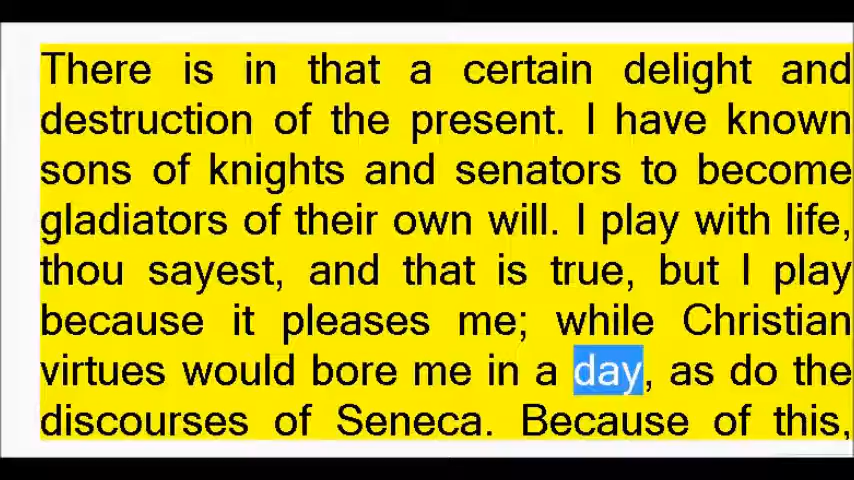 There is in that a certain delight and
destruction of the present. I have known
sons of knights and senators to become
gladiators of their own will. I play with life,
thou sayest, and that is true, but I play
because it pleases me; while Christian
virtues would bore me in a day, as do the
discourses of Seneca. Because of this,